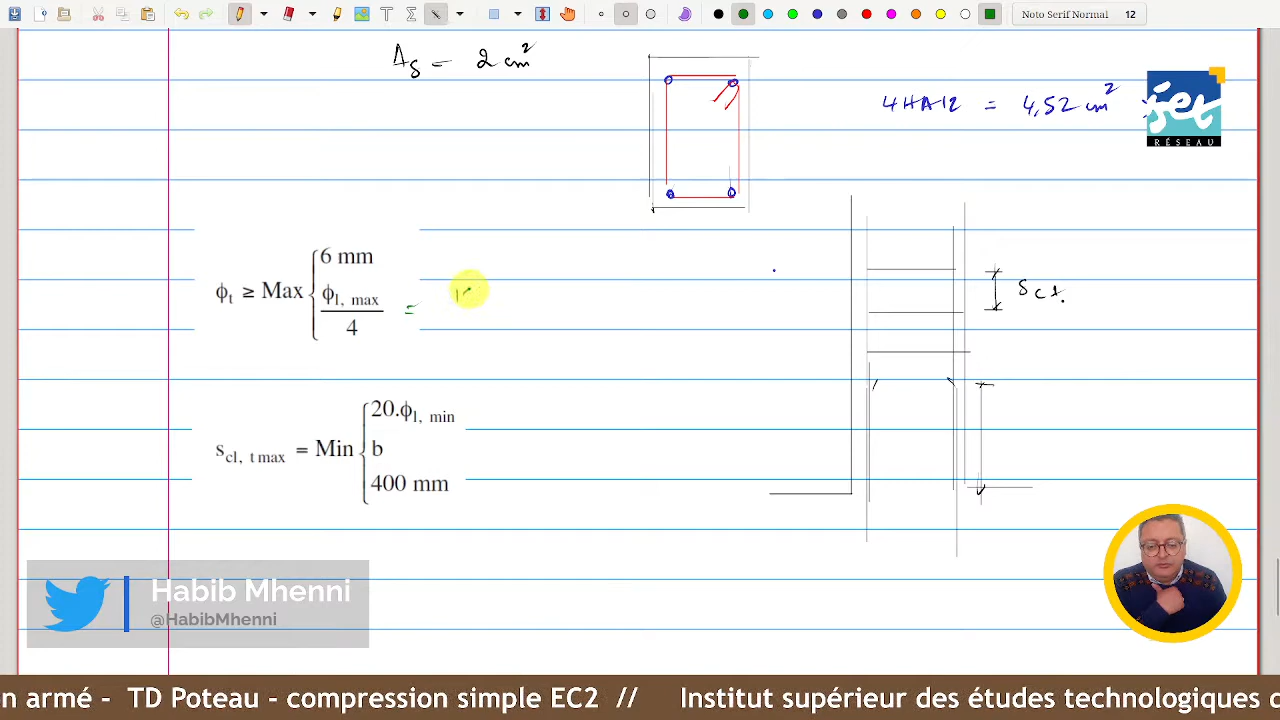 Noto Serif Normal 12
As = 2 cm²
4HA12 = 4,52 cm²
iset
RÉSEAU
6 mm
ϕt ≥ Max ϕl, max
4
=
scl,t
20.ϕl, min
scl, t max = Min b
400 mm
Habib Mhenni
@HabibMhenni
on armé - TD Poteau - compression simple EC2 // Institut supérieur des études technologiques d